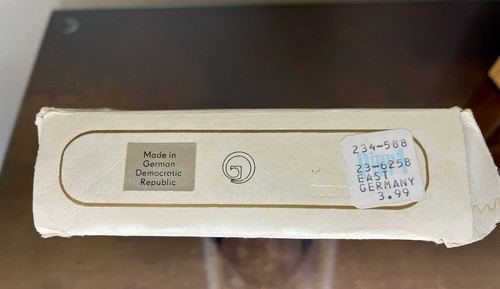 Made in
German
Democratic
Republic
234-588
23-6258
EAST
GERMANY
3.99